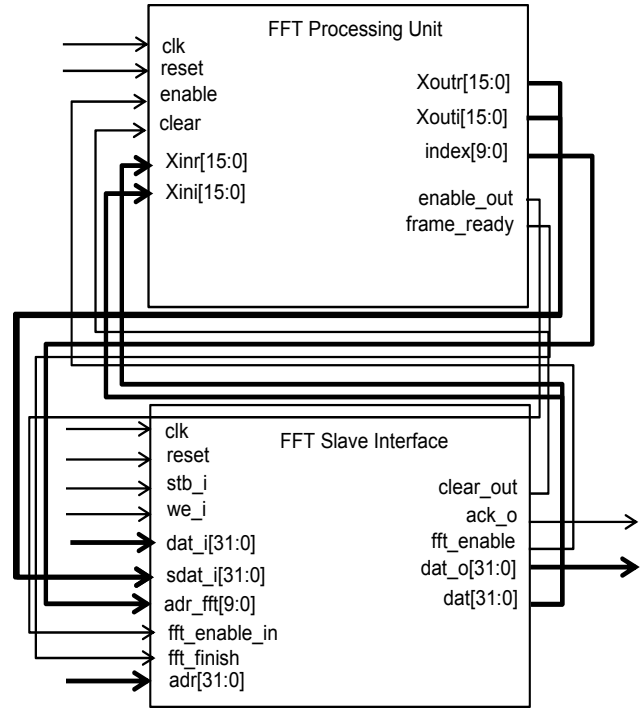 FFT Processing Unit
clk
reset
enable
clear
Xinr[15:0]
Xini[15:0]
Xoutr[15:0]
Xouti[15:0]
index[9:0]
enable_out
frame_ready
FFT Slave Interface
clk
reset
stb_i
we_i
dat_i[31:0]
sdat_i[31:0]
adr_fft[9:0]
fft_enable_in
fft_finish
adr[31:0]
clear_out
ack_o
fft_enable
dat_o[31:0]
dat[31:0]